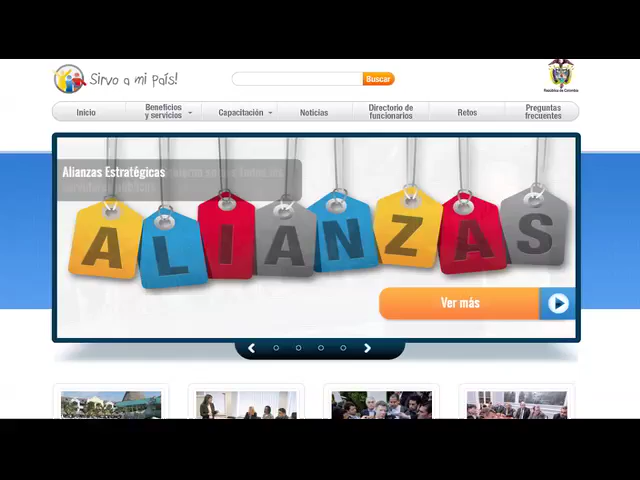 Sirvo a mi país!
Buscar
República de Colombia
Inicio
Beneficios
y servicios
Capacitación
Noticias
Directorio de
funcionarios
Retos
Preguntas
frecuentes
Alianzas Estratégicas
ALIANZAS
Ver más